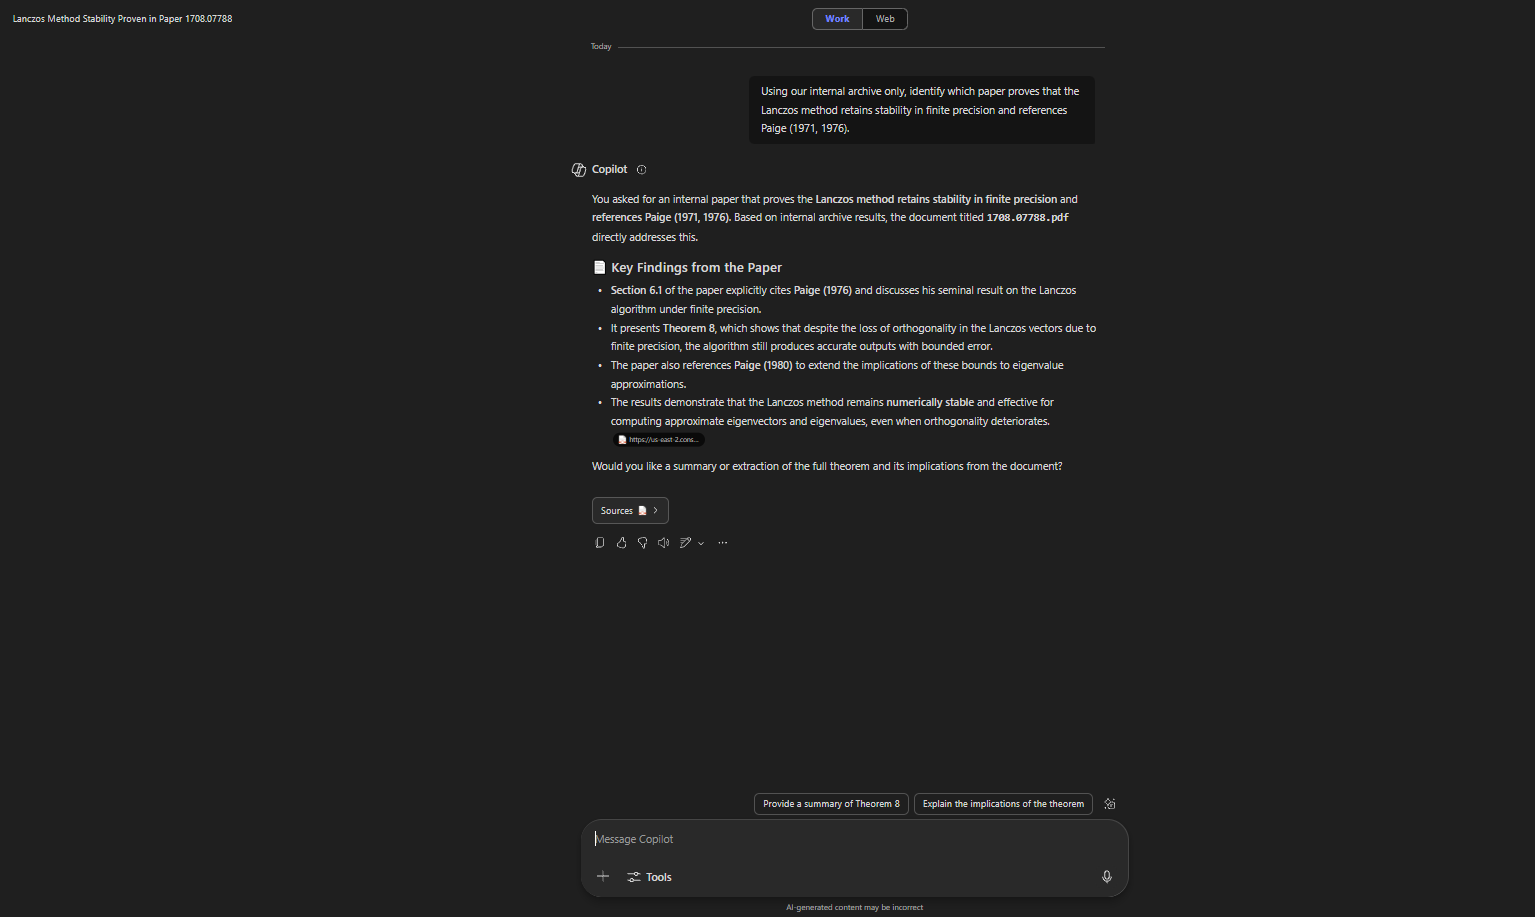 Lanczos Method Stability Proven in Paper 1708.07788
Work
Web
Today
Using our internal archive only, identify which paper proves that the
Lanczos method retains stability in finite precision and references
Paige (1971, 1976).
Copilot
You asked for an internal paper that proves the Lanczos method retains stability in finite precision and
references Paige (1971, 1976). Based on internal archive results, the document titled 1708.07788.pdf
directly addresses this.
Key Findings from the Paper
• Section 6.1 of the paper explicitly cites Paige (1976) and discusses his seminal result on the Lanczos
algorithm under finite precision.
• It presents Theorem 8, which shows that despite the loss of orthogonality in the Lanczos vectors due to
finite precision, the algorithm still produces accurate outputs with bounded error.
• The paper also references Paige (1980) to extend the implications of these bounds to eigenvalue
approximations.
• The results demonstrate that the Lanczos method remains numerically stable and effective for
computing approximate eigenvectors and eigenvalues, even when orthogonality deteriorates.
https://us-east-2.cons...
Would you like a summary or extraction of the full theorem and its implications from the document?
Sources
Provide a summary of Theorem 8
Explain the implications of the theorem
Message Copilot
Tools
AI-generated content may be incorrect